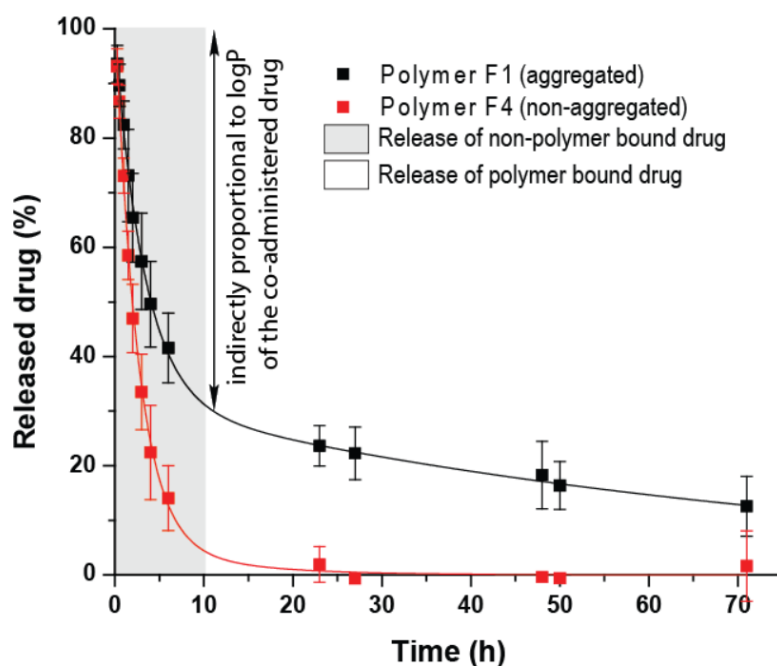 100
80
60
40
20
0
Released drug (%)
indirectly proportional to logP
of the co-administered drug
Polymer F1 (aggregated)
Polymer F4 (non-aggregated)
Release of non-polymer bound drug
Release of polymer bound drug
0 10 20 30 40 50 60 70
Time (h)